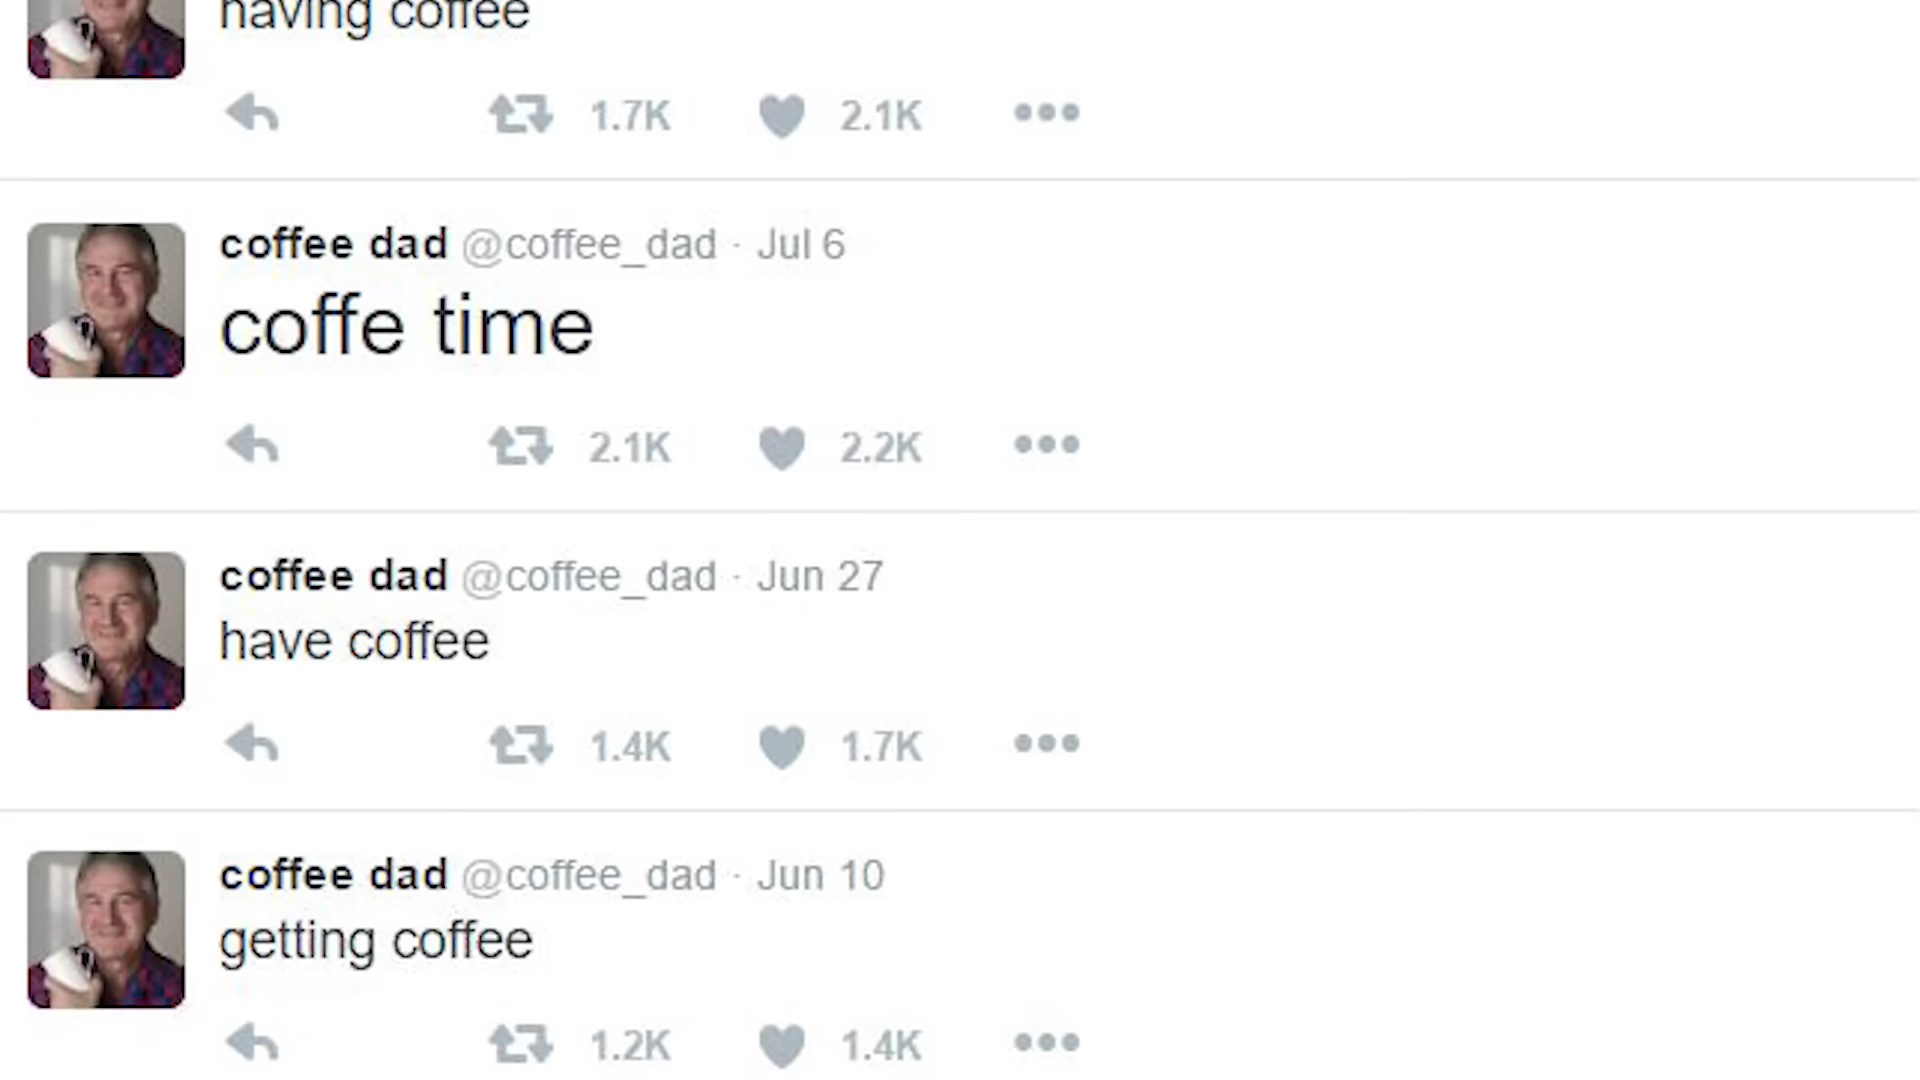 having coffee
1.7K 2.1K
coffee dad @coffee_dad · Jul 6
coffe time
2.1K 2.2K
coffee dad @coffee_dad · Jun 27
have coffee
1.4K 1.7K
coffee dad @coffee_dad · Jun 10
getting coffee
1.2K 1.4K